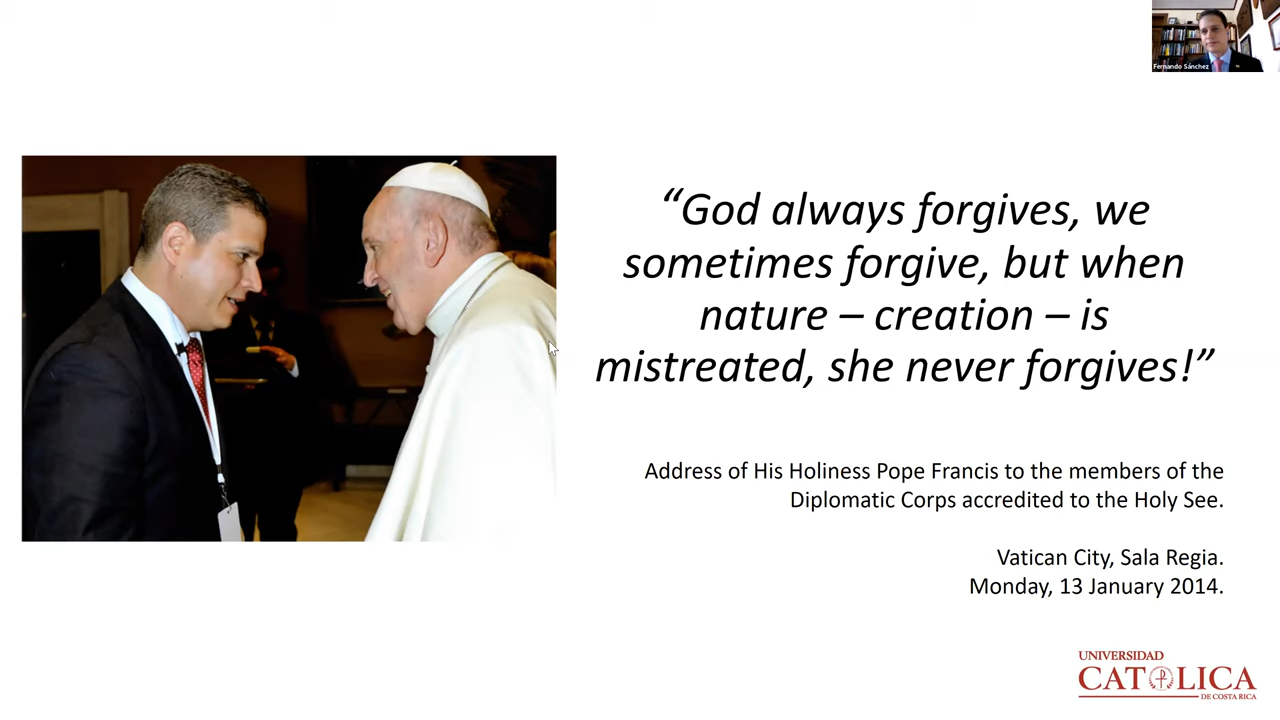 Fernando Sánchez
“God always forgives, we
sometimes forgive, but when
nature – creation – is
mistreated, she never forgives!”
Address of His Holiness Pope Francis to the members of the
Diplomatic Corps accredited to the Holy See.
Vatican City, Sala Regia.
Monday, 13 January 2014.
UNIVERSIDAD
CATOLICA
DE COSTA RICA